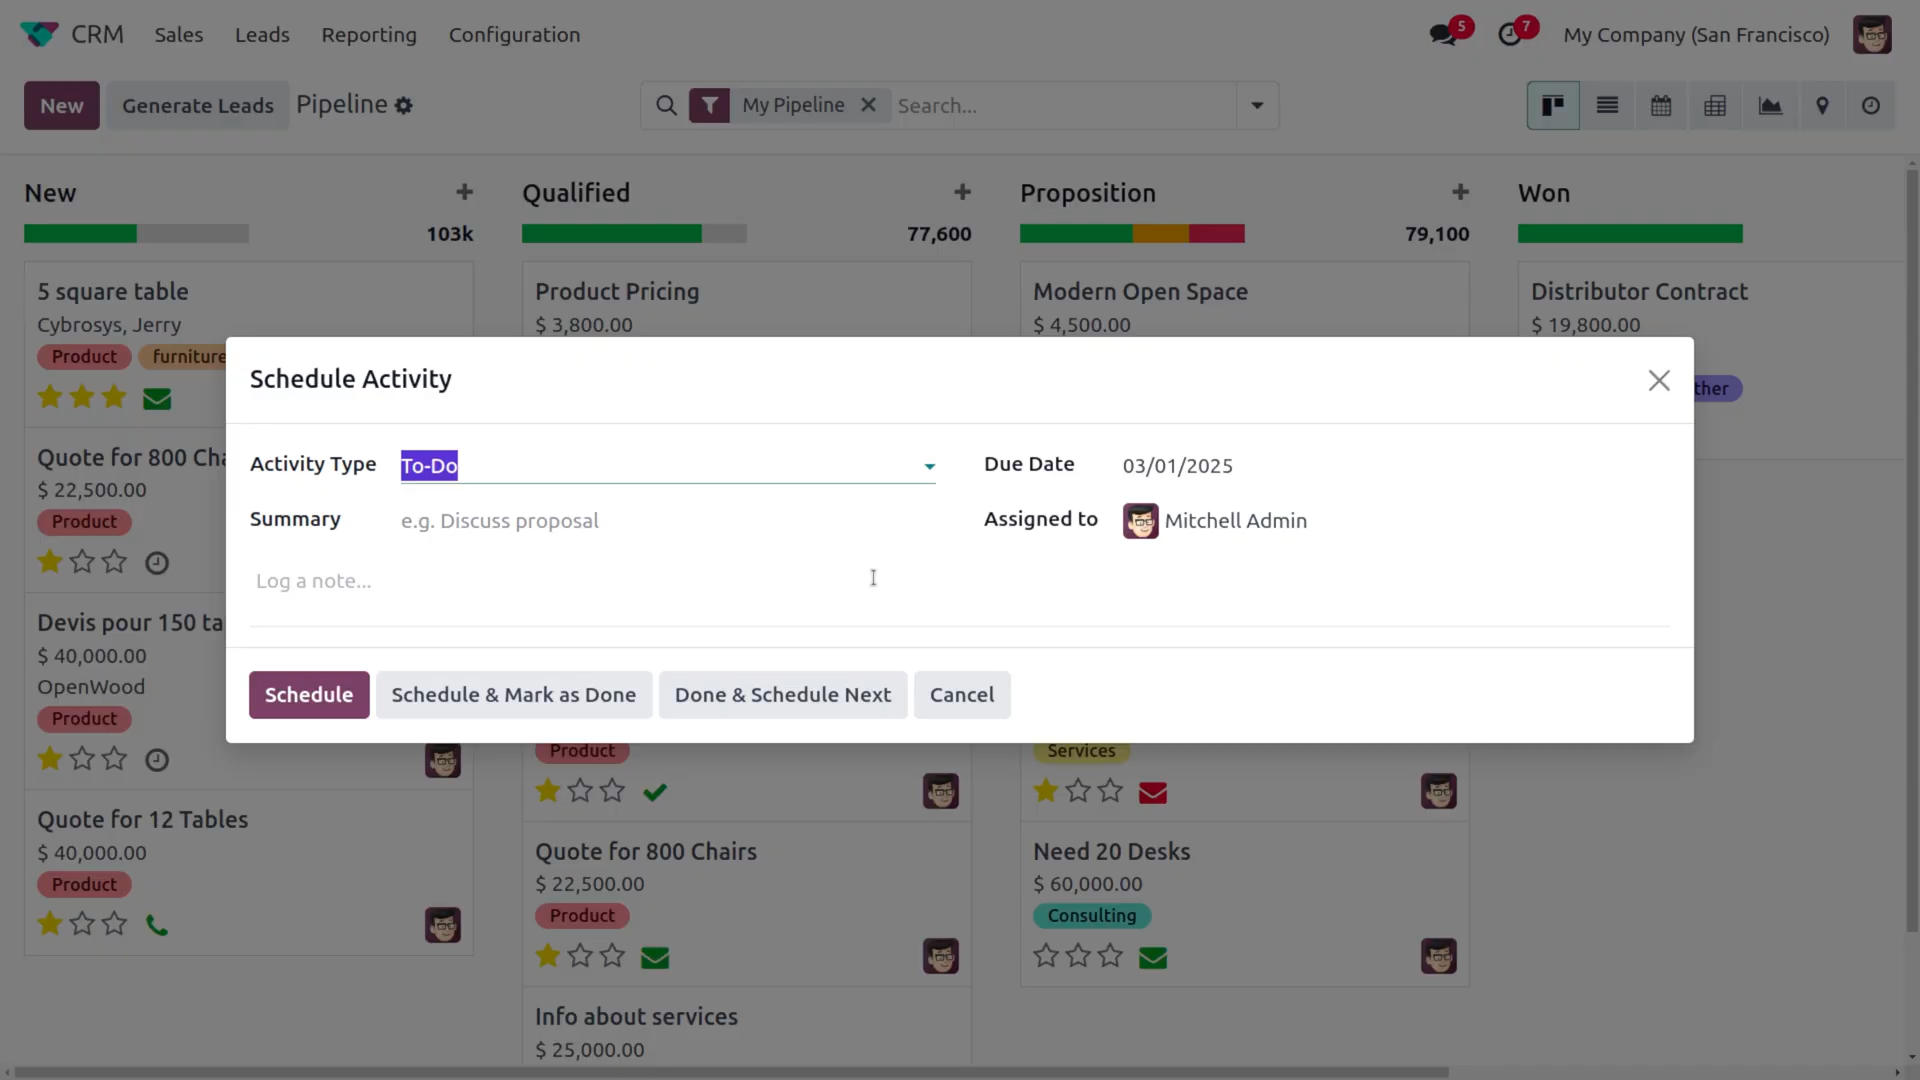 CRM Sales Leads Reporting Configuration 5 7 My Company (San Francisco)
New Generate Leads Pipeline My Pipeline Search...
New
103k
5 square table
Cybrosys, Jerry
Product furniture
Quote for 800 Cha
$ 22,500.00
Product
Devis pour 150 ta
$ 40,000.00
OpenWood
Product
Quote for 12 Tables
$ 40,000.00
Product
Qualified
77,600
Product Pricing
$ 3,800.00
Product
Quote for 800 Chairs
$ 22,500.00
Product
Info about services
$ 25,000.00
Proposition
79,100
Modern Open Space
$ 4,500.00
Services
Need 20 Desks
$ 60,000.00
Consulting
Won
Distributor Contract
$ 19,800.00
ther
Schedule Activity
Activity Type To-Do
Due Date 03/01/2025
Summary e.g. Discuss proposal
Assigned to Mitchell Admin
Log a note...
Schedule Schedule & Mark as Done Done & Schedule Next Cancel